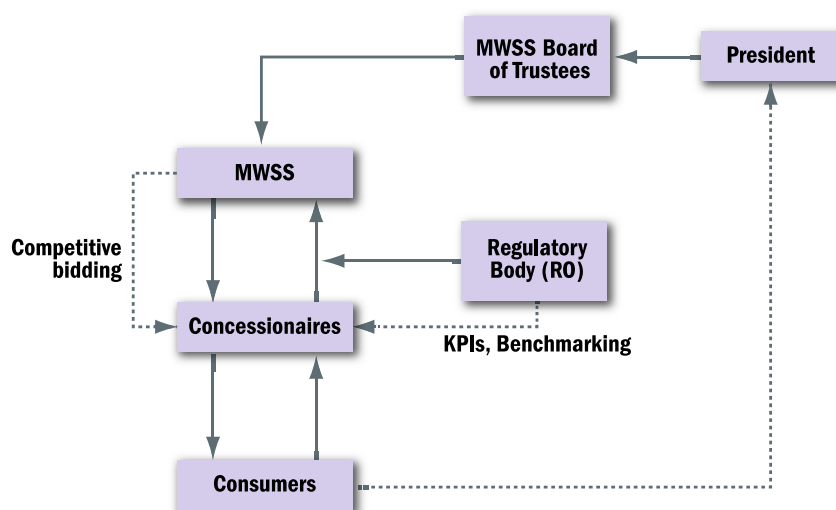 MWSS Board
of Trustees
President
MWSS
Competitive
bidding
Regulatory
Body (RO)
Concessionaires
KPIs, Benchmarking
Consumers